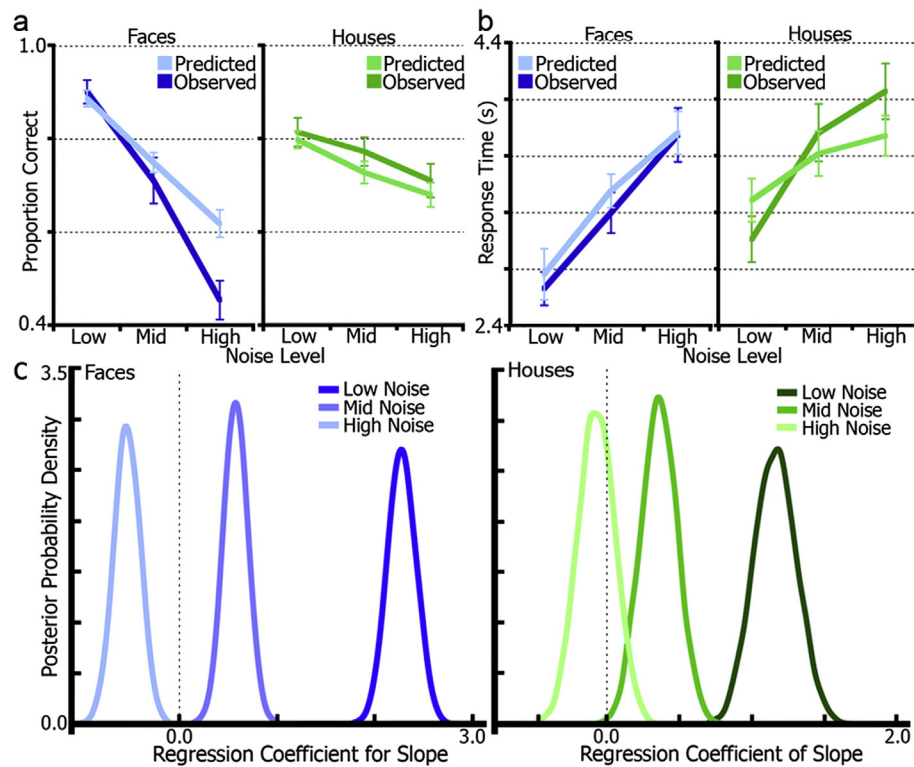 a
Faces
Houses
1.0
Predicted
Observed
Predicted
Observed
Proportion Correct
0.4
Low Mid High
Low Mid High
Noise Level
b
Faces
Houses
4.4
Predicted
Observed
Predicted
Observed
Response Time (s)
2.4
Low Mid High
Low Mid High
Noise Level
c
3.5
Faces
Low Noise
Mid Noise
High Noise
Posterior Probability Density
0.0
0.0
3.0
Regression Coefficient for Slope
Houses
Low Noise
Mid Noise
High Noise
0.0
2.0
Regression Coefficient of Slope